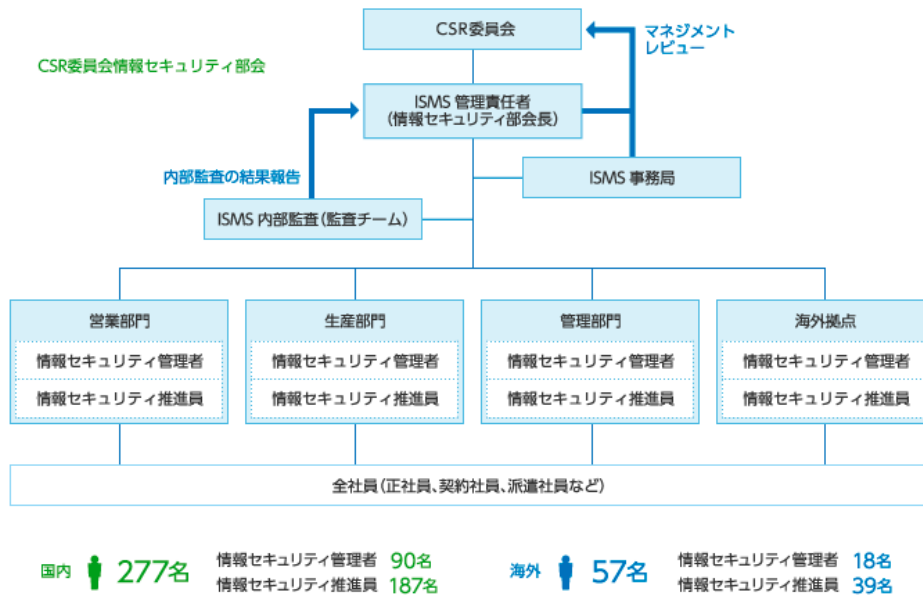 CSR委員会
マネジメント
レビュー
CSR委員会情報セキュリティ部会
ISMS 管理責任者
(情報セキュリティ部会長)
内部監査の結果報告
ISMS 事務局
ISMS 内部監査(監査チーム)
営業部門
情報セキュリティ管理者
情報セキュリティ推進員
生産部門
情報セキュリティ管理者
情報セキュリティ推進員
管理部門
情報セキュリティ管理者
情報セキュリティ推進員
海外拠点
情報セキュリティ管理者
情報セキュリティ推進員
全社員(正社員、契約社員、派遣社員など)
国内 277名
情報セキュリティ管理者 90名
情報セキュリティ推進員 187名
海外 57名
情報セキュリティ管理者 18名
情報セキュリティ推進員 39名